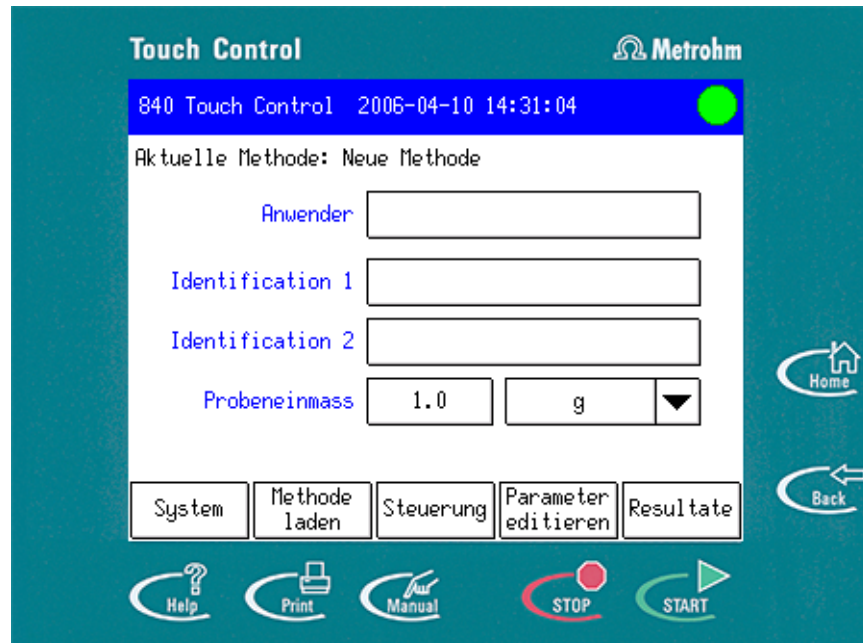 Touch Control
Metrohm
840 Touch Control 2006-04-10 14:31:04
Aktuelle Methode: Neue Methode
Anwender
Identification 1
Identification 2
Probeneinmass 1.0 g
System Methode laden Steuerung Parameter editieren Resultate
Home
Back
Help Print Manual STOP START